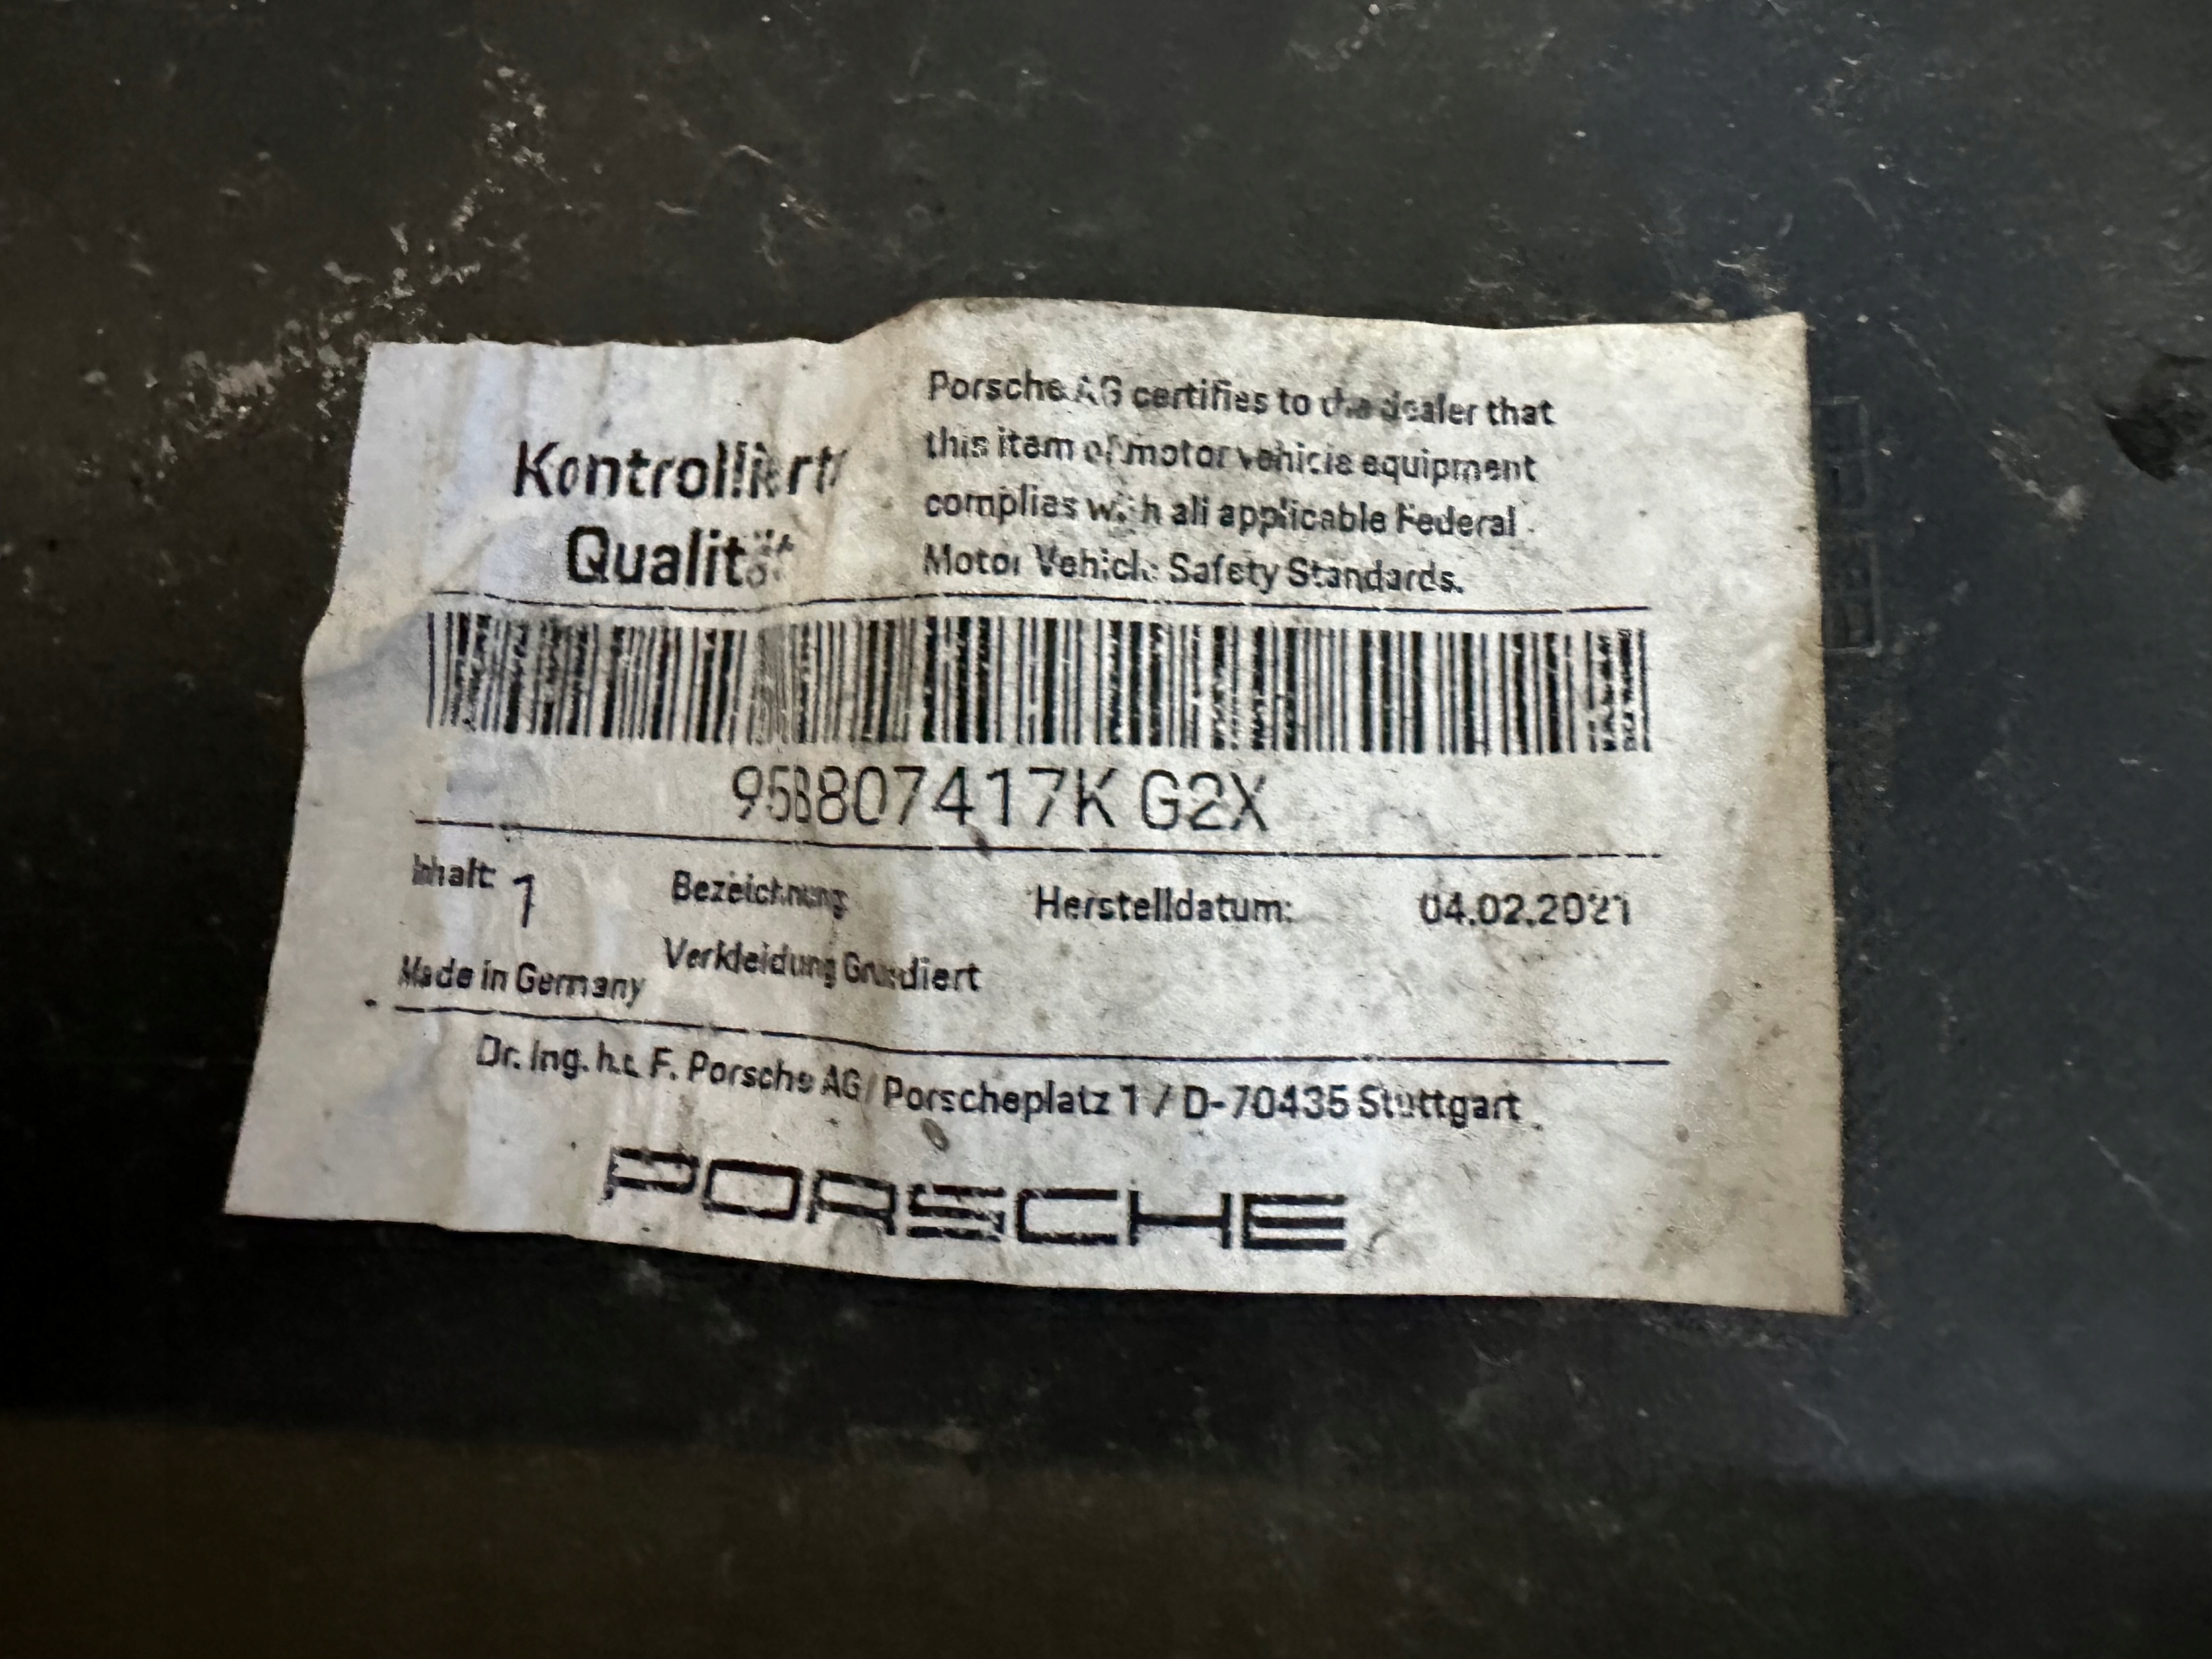 Kontrollierte
Qualität
Porsche AG certifies to the dealer that
this item of motor vehicle equipment
complies with all applicable Federal
Motor Vehicle Safety Standards.
95B807417K G2X
Inhalt: 1
Bezeichnung
Herstelldatum: 04.02.2021
Verkleidung Grundiert
Made in Germany
Dr. Ing. h.c. F. Porsche AG / Porscheplatz 1 / D-70435 Stuttgart
PORSCHE